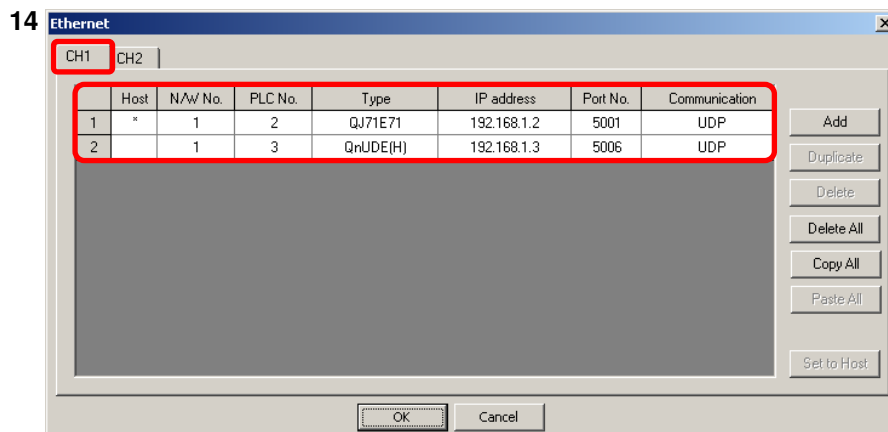 14
Ethernet
CH1 CH2
Host N/W No. PLC No. Type IP address Port No. Communication
1 * 1 2 QJ71E71 192.168.1.2 5001 UDP
2 1 3 QnUDE(H) 192.168.1.3 5006 UDP
Add
Duplicate
Delete
Delete All
Copy All
Paste All
Set to Host
OK Cancel